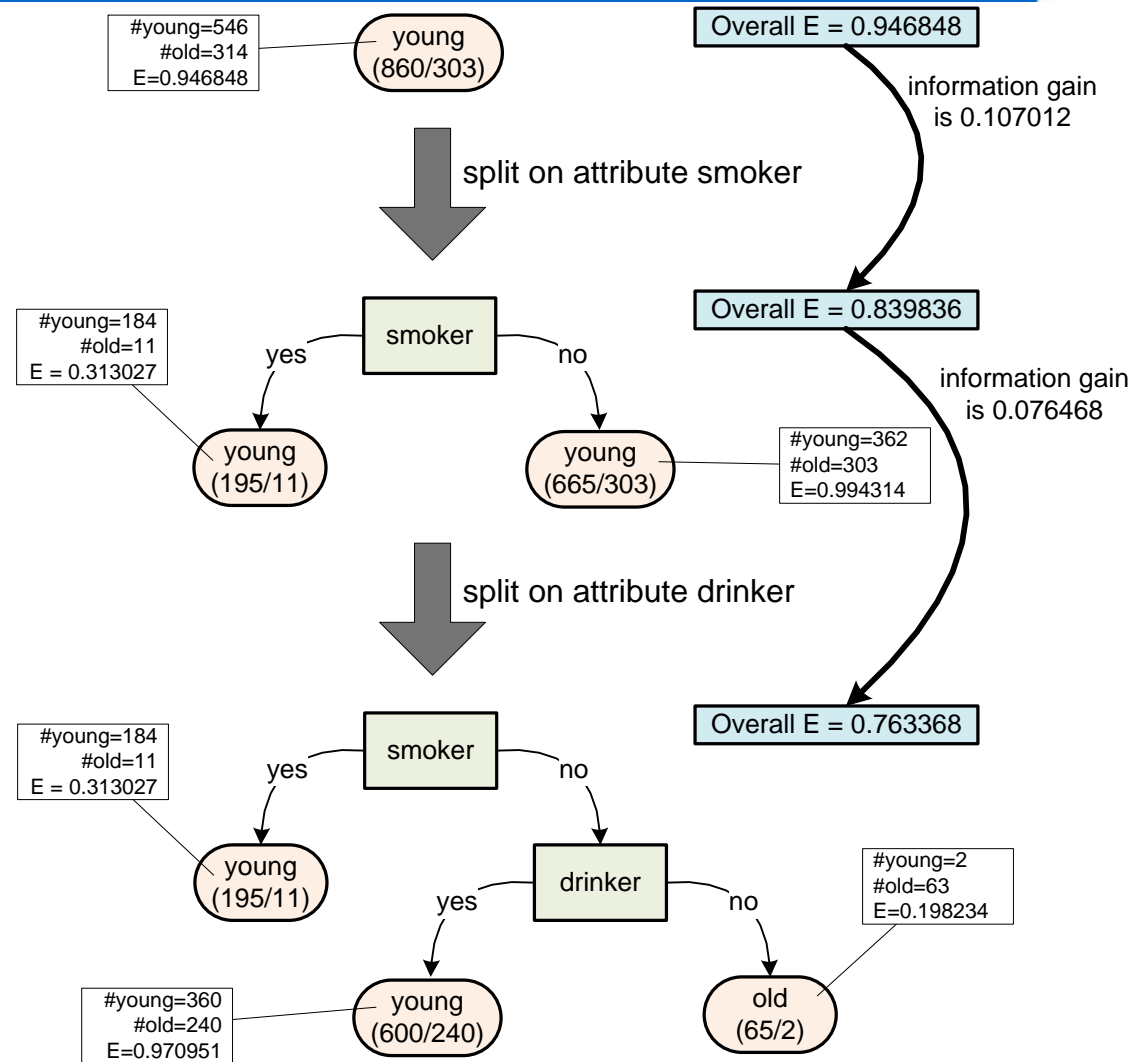 #young=546
#old=314
E=0.946848
young
(860/303)
Overall E = 0.946848
information gain
is 0.107012
split on attribute smoker
#young=184
#old=11
E = 0.313027
smoker
yes
no
Overall E = 0.839836
information gain
is 0.076468
young
(195/11)
young
(665/303)
#young=362
#old=303
E=0.994314
split on attribute drinker
#young=184
#old=11
E = 0.313027
smoker
yes
no
Overall E = 0.763368
young
(195/11)
drinker
yes
no
#young=2
#old=63
E=0.198234
#young=360
#old=240
E=0.970951
young
(600/240)
old
(65/2)